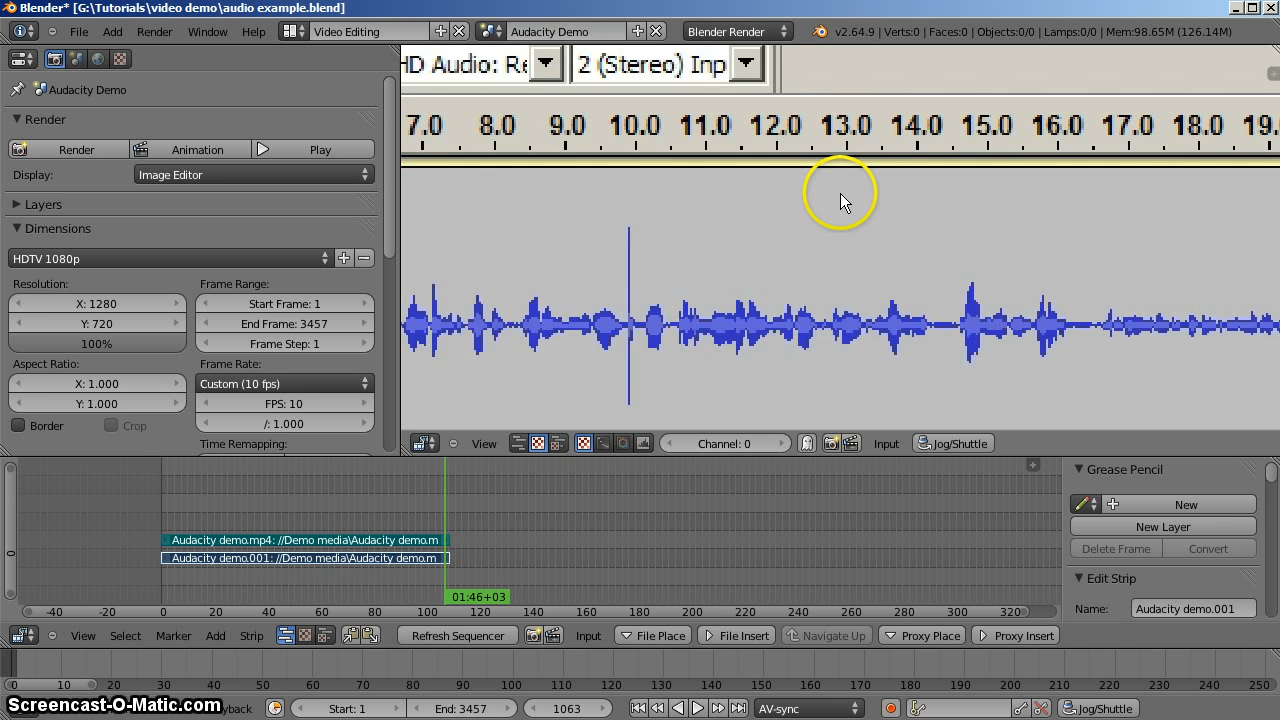 Blender* [G:\Tutorials\video demo\audio example.blend]
File Add Render Window Help Video Editing Audacity Demo Blender Render v2.64.9 | Verts:0 | Faces:0 | Objects:0/0 | Lamps:0/0 | Mem:98.65M (126.14M)
Audacity Demo
Render
Render Animation Play
Display: Image Editor
Layers
Dimensions
HDTV 1080p
Resolution: Frame Range:
X: 1280 Start Frame: 1
Y: 720 End Frame: 3457
100% Frame Step: 1
Aspect Ratio: Frame Rate:
X: 1.000 Custom (10 fps)
Y: 1.000 FPS: 10
Border Crop /: 1.000
Time Remapping:
HD Audio: Re 2 (Stereo) Inp
7.0 8.0 9.0 10.0 11.0 12.0 13.0 14.0 15.0 16.0 17.0 18.0 19.
View Channel: 0 Input Jog/Shuttle
0
Audacity demo.mp4: //Demo media\Audacity demo.m
Audacity demo.001: //Demo media\Audacity demo.m
01:46+03
-40 -20 0 20 40 60 80 100 120 140 160 180 200 220 240 260 280 300 320
Grease Pencil
New
New Layer
Delete Frame Convert
Edit Strip
Name: Audacity demo.001
View Select Marker Add Strip Refresh Sequencer Input File Place File Insert Navigate Up Proxy Place Proxy Insert
0 10 20 30 40 50 60 70 80 90 100 110 120 130 140 150 160 170 180 190 200 210 220 230 240 250
Screencast-O-Matic.com
yback Start: 1 End: 3457 1063 AV-sync Jog/Shuttle